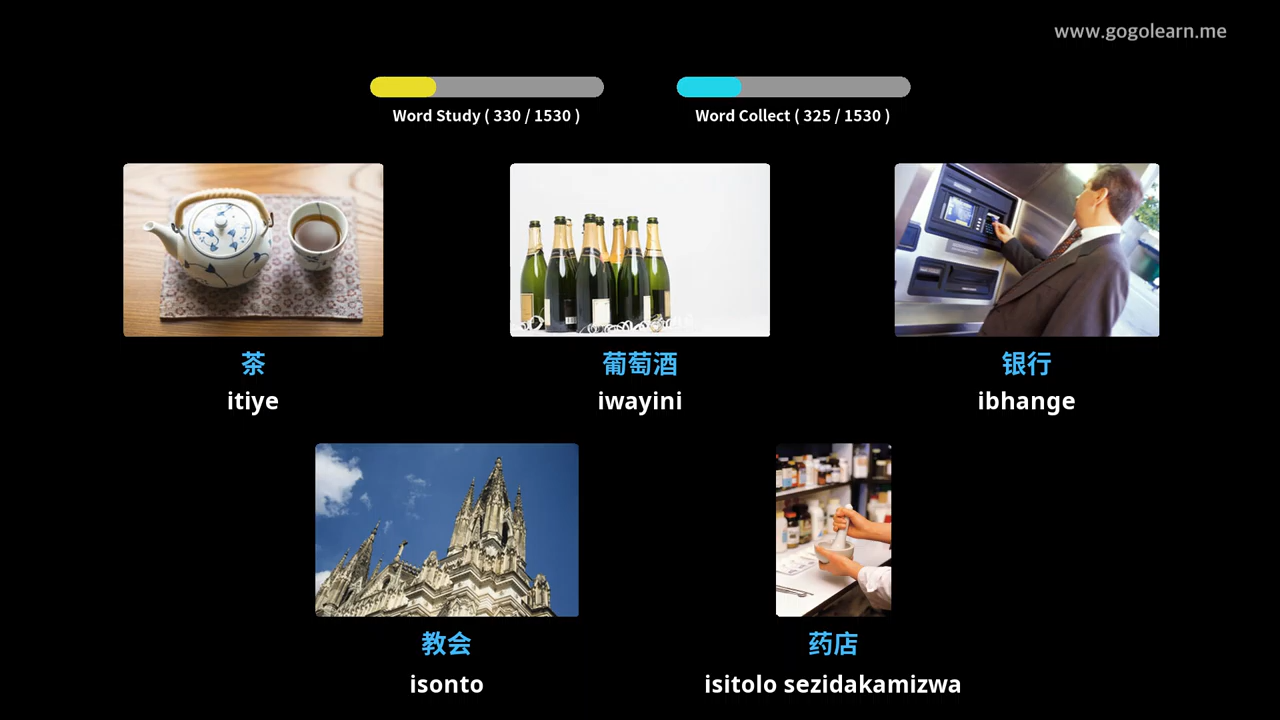 www.gogolearn.me
Word Study ( 330 / 1530 )
Word Collect ( 325 / 1530 )
茶
itiye
葡萄酒
iwayini
银行
ibhange
教会
isonto
药店
isitolo sezidakamizwa